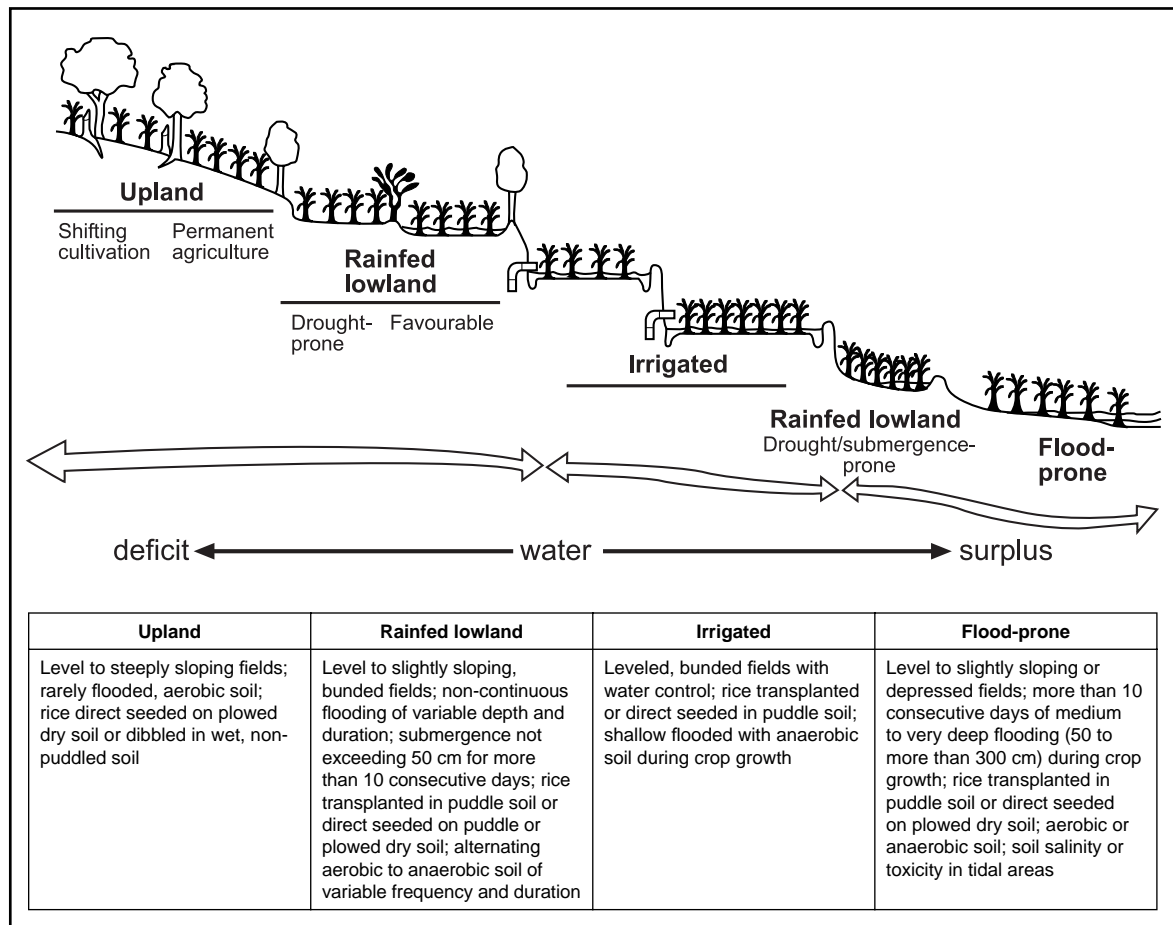 Upland
Shifting
cultivation
Permanent
agriculture
Rainfed
lowland
Drought-
prone
Favourable
Irrigated
Rainfed lowland
Drought/submergence-
prone
Flood-
prone
deficit
water
surplus
Upland
Level to steeply sloping fields;
rarely flooded, aerobic soil;
rice direct seeded on plowed
dry soil or dibbled in wet, non-
puddled soil
Rainfed lowland
Level to slightly sloping,
bunded fields; non-continuous
flooding of variable depth and
duration; submergence not
exceeding 50 cm for more
than 10 consecutive days; rice
transplanted in puddle soil or
direct seeded on puddle or
plowed dry soil; alternating
aerobic to anaerobic soil of
variable frequency and duration
Irrigated
Leveled, bunded fields with
water control; rice transplanted
or direct seeded in puddle soil;
shallow flooded with anaerobic
soil during crop growth
Flood-prone
Level to slightly sloping or
depressed fields; more than 10
consecutive days of medium
to very deep flooding (50 to
more than 300 cm) during crop
growth; rice transplanted in
puddle soil or direct seeded
on plowed dry soil; aerobic or
anaerobic soil; soil salinity or
toxicity in tidal areas